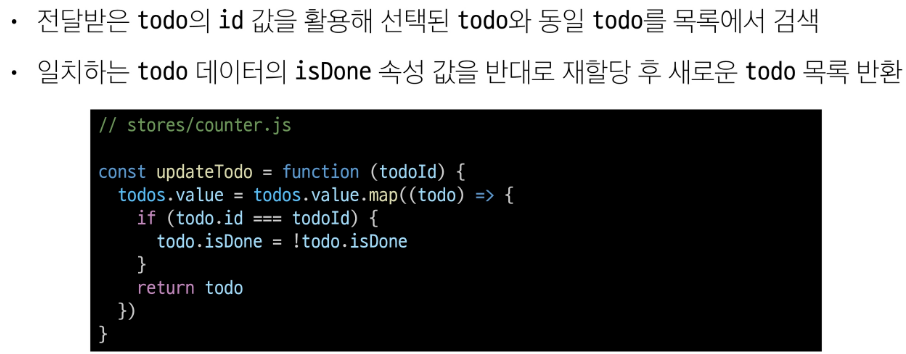 • 전달받은 todo의 id 값을 활용해 선택된 todo와 동일 todo를 목록에서 검색
• 일치하는 todo 데이터의 isDone 속성 값을 반대로 재할당 후 새로운 todo 목록 반환
// stores/counter.js
const updateTodo = function (todoId) {
  todos.value = todos.value.map((todo) => {
    if (todo.id === todoId) {
      todo.isDone = !todo.isDone
    }
    return todo
  })
}